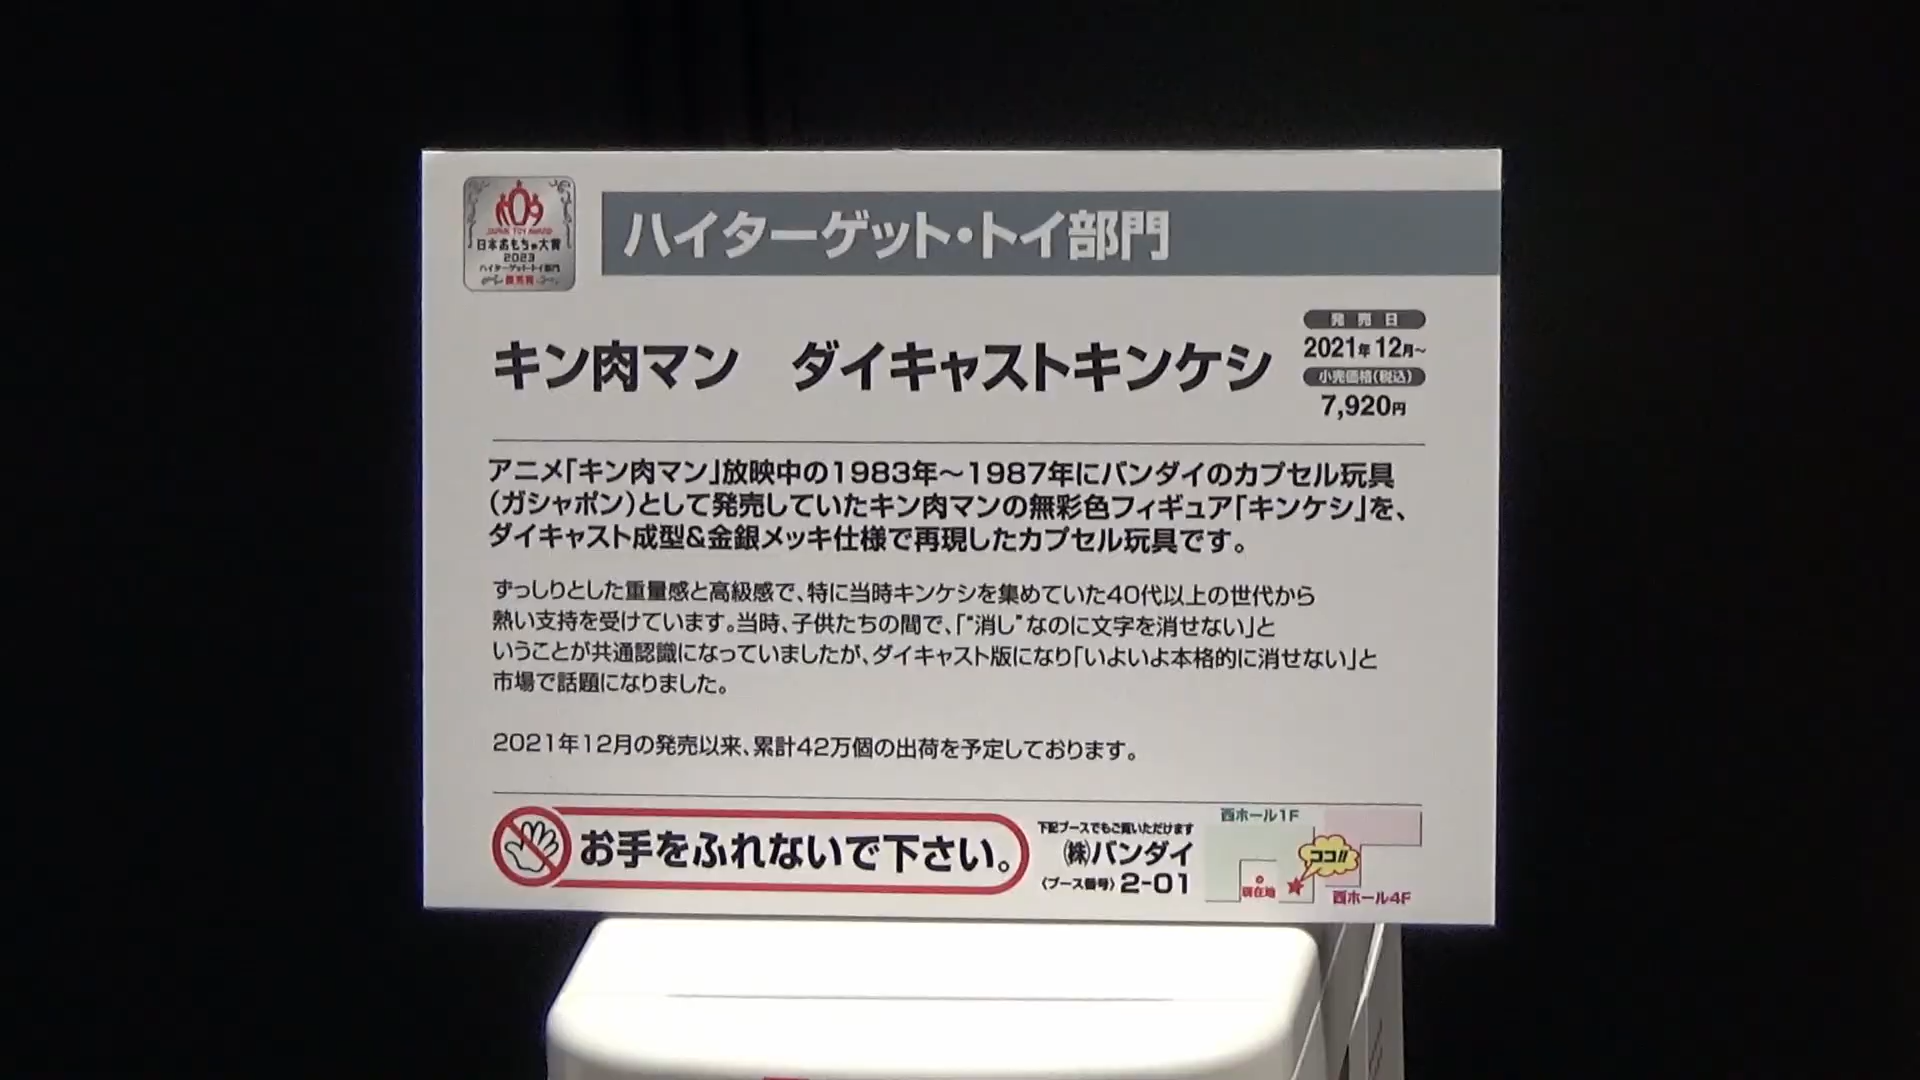 JAPAN TOY AWARD
日本おもちゃ大賞
2023
ハイターゲット・トイ部門
ハイターゲット・トイ部門
キン肉マン ダイキャストキンケシ
発売日
2021年12月~
小売価格(税込)
7,920円
アニメ「キン肉マン」放映中の1983年~1987年にバンダイのカプセル玩具
(ガシャポン)として発売していたキン肉マンの無彩色フィギュア「キンケシ」を、
ダイキャスト成型&金銀メッキ仕様で再現したカプセル玩具です。
ずっしりとした重量感と高級感で、特に当時キンケシを集めていた40代以上の世代から
熱い支持を受けています。当時、子供たちの間で、「“消し”なのに文字を消せない」と
いうことが共通認識になっていましたが、ダイキャスト版になり「いよいよ本格的に消せない」と
市場で話題になりました。
2021年12月の発売以来、累計42万個の出荷を予定しております。
お手をふれないで下さい。
下記ブースでもご覧いただけます
(株)バンダイ
〈ブース番号〉2-01
西ホール1F
ココ!!
現在地
西ホール4F